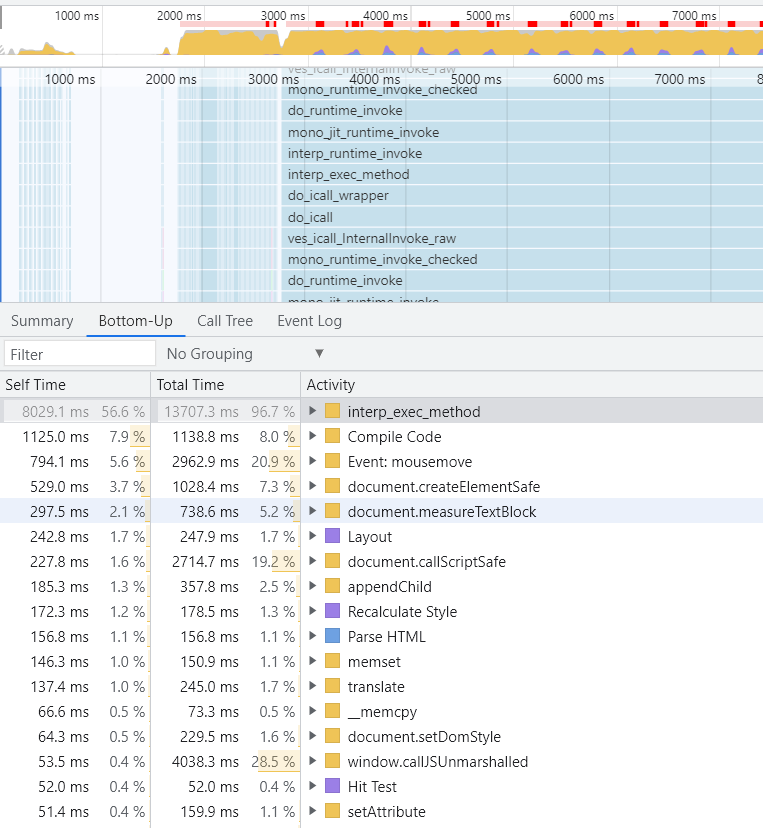 1000 ms 2000 ms 3000 ms 4000 ms 5000 ms 6000 ms 7000 ms
ves_icall_InternalInvoke_raw
1000 ms 2000 ms 3000 ms 4000 ms 5000 ms 6000 ms 7000 ms 8
mono_runtime_invoke_checked
do_runtime_invoke
mono_jit_runtime_invoke
interp_runtime_invoke
interp_exec_method
do_icall_wrapper
do_icall
ves_icall_InternalInvoke_raw
mono_runtime_invoke_checked
do_runtime_invoke
mono_jit_runtime_invoke
Summary Bottom-Up Call Tree Event Log
Filter No Grouping ▼
Self Time Total Time Activity
8029.1 ms 56.6 % 13707.3 ms 96.7 % interp_exec_method
1125.0 ms 7.9 % 1138.8 ms 8.0 % Compile Code
794.1 ms 5.6 % 2962.9 ms 20.9 % Event: mousemove
529.0 ms 3.7 % 1028.4 ms 7.3 % document.createElementSafe
297.5 ms 2.1 % 738.6 ms 5.2 % document.measureTextBlock
242.8 ms 1.7 % 247.9 ms 1.7 % Layout
227.8 ms 1.6 % 2714.7 ms 19.2 % document.callScriptSafe
185.3 ms 1.3 % 357.8 ms 2.5 % appendChild
172.3 ms 1.2 % 178.5 ms 1.3 % Recalculate Style
156.8 ms 1.1 % 156.8 ms 1.1 % Parse HTML
146.3 ms 1.0 % 150.9 ms 1.1 % memset
137.4 ms 1.0 % 245.0 ms 1.7 % translate
66.6 ms 0.5 % 73.3 ms 0.5 % __memcpy
64.3 ms 0.5 % 229.5 ms 1.6 % document.setDomStyle
53.5 ms 0.4 % 4038.3 ms 28.5 % window.callJSUnmarshalled
52.0 ms 0.4 % 52.0 ms 0.4 % Hit Test
51.4 ms 0.4 % 159.9 ms 1.1 % setAttribute